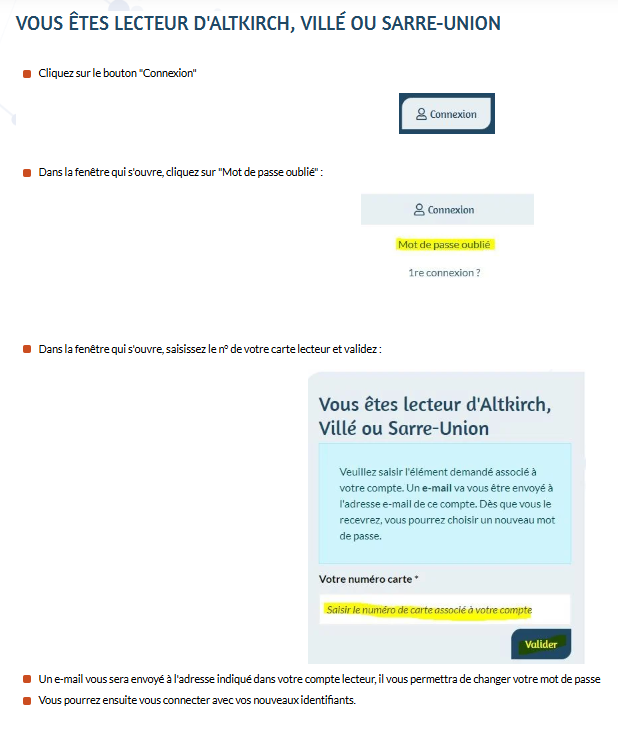 VOUS ÊTES LECTEUR D'ALTKIRCH, VILLÉ OU SARRE-UNION
Cliquez sur le bouton "Connexion"
Connexion
Dans la fenêtre qui s'ouvre, cliquez sur "Mot de passe oublié" :
Connexion
Mot de passe oublié
1re connexion ?
Dans la fenêtre qui s'ouvre, saisissez le n° de votre carte lecteur et validez :
Vous êtes lecteur d'Altkirch,
Villé ou Sarre-Union
Veuillez saisir l'élément demandé associé à
votre compte. Un e-mail va vous être envoyé à
l'adresse e-mail de ce compte. Dès que vous le
recevrez, vous pourrez choisir un nouveau mot
de passe.
Votre numéro carte *
Saisir le numéro de carte associé à votre compte
Valider
Un e-mail vous sera envoyé à l'adresse indiqué dans votre compte lecteur, il vous permettra de changer votre mot de passe
Vous pourrez ensuite vous connecter avec vos nouveaux identifiants.